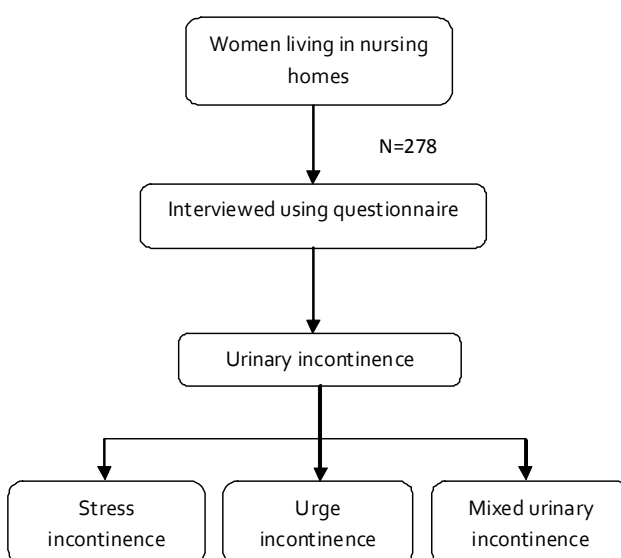 Women living in nursing
homes
N=278
Interviewed using questionnaire
Urinary incontinence
Stress
incontinence
Urge
incontinence
Mixed urinary
incontinence